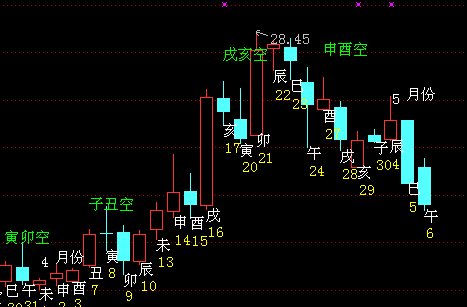 28.45
戌亥空
申酉空
辰
22
巳
23
5 月份
酉
27
亥
17
寅
20
卯
21
午
24
戌
28
亥
29
子
30
辰
4
巳
5
午
6
子丑空
戌
16
申
14
酉
15
寅卯空
未
13
4 月份
丑
7
寅
8
卯
9
辰
10
巳
午
31
未
申
2
酉
3